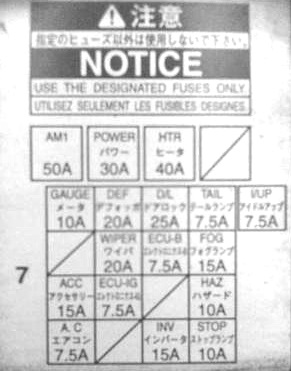 ⚠注意
指定のヒューズ以外は使用しないで下さい。
NOTICE
USE THE DESIGNATED FUSES ONLY
UTILISEZ SEULEMENT LES FUSIBLES DESIGNES
AM1 POWER HTR
パワー ヒータ
50A 30A 40A
GAUGE DEF D/L TAIL I/UP
メータ デフォッガ ドアロック テールランプ アイドルアップ
10A 20A 25A 7.5A 7.5A
WIPER ECU-B FOG
ワイパ フォグランプ
20A 7.5A 15A
7
ACC ECU-IG HAZ
アクセサリー ハザード
15A 7.5A 10A
A.C INV STOP
エアコン インバータ ストップランプ
7.5A 15A 10A